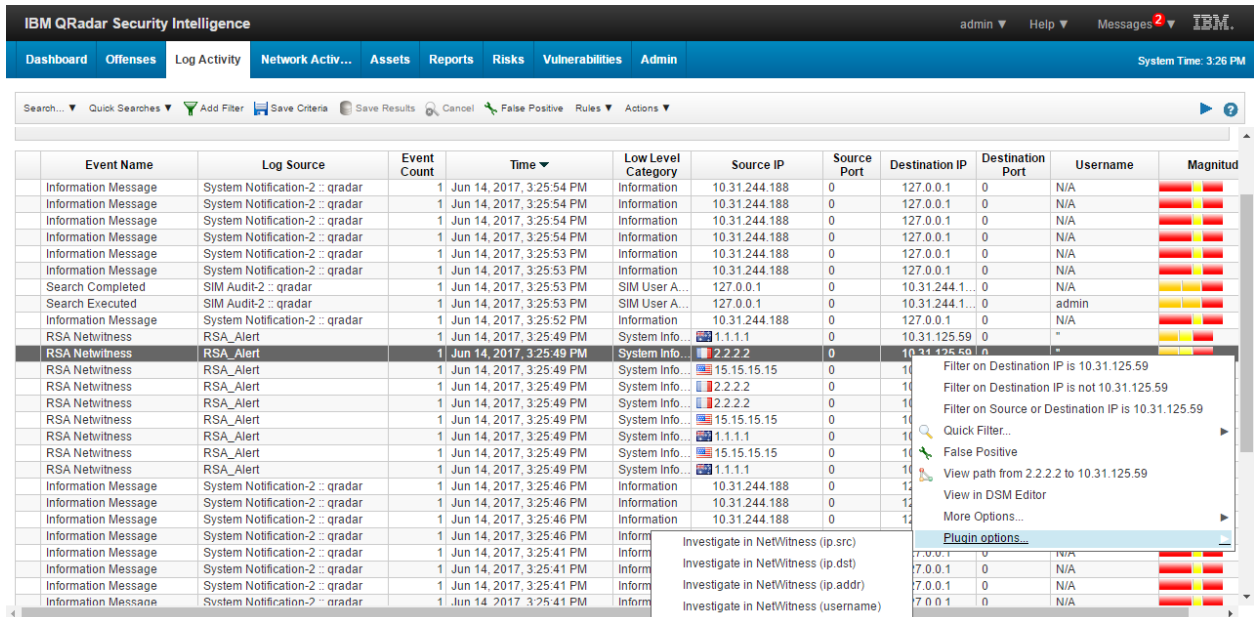 IBM QRadar Security Intelligence
admin ▼ Help ▼ Messages 2 ▼ IBM.
Dashboard Offenses Log Activity Network Activ... Assets Reports Risks Vulnerabilities Admin System Time: 3:26 PM
Search... ▼ Quick Searches ▼ Add Filter Save Criteria Save Results Cancel False Positive Rules ▼ Actions ▼
Event Name Log Source Event Count Time ▼ Low Level Category Source IP Source Port Destination IP Destination Port Username Magnitud
Information Message System Notification-2 :: qradar 1 Jun 14, 2017, 3:25:54 PM Information 10.31.244.188 0 127.0.0.1 0 N/A
Information Message System Notification-2 :: qradar 1 Jun 14, 2017, 3:25:54 PM Information 10.31.244.188 0 127.0.0.1 0 N/A
Information Message System Notification-2 :: qradar 1 Jun 14, 2017, 3:25:54 PM Information 10.31.244.188 0 127.0.0.1 0 N/A
Information Message System Notification-2 :: qradar 1 Jun 14, 2017, 3:25:54 PM Information 10.31.244.188 0 127.0.0.1 0 N/A
Information Message System Notification-2 :: qradar 1 Jun 14, 2017, 3:25:53 PM Information 10.31.244.188 0 127.0.0.1 0 N/A
Information Message System Notification-2 :: qradar 1 Jun 14, 2017, 3:25:53 PM Information 10.31.244.188 0 127.0.0.1 0 N/A
Search Completed SIM Audit-2 :: qradar 1 Jun 14, 2017, 3:25:53 PM SIM User A... 127.0.0.1 0 10.31.244.1... 0 N/A
Search Executed SIM Audit-2 :: qradar 1 Jun 14, 2017, 3:25:53 PM SIM User A... 127.0.0.1 0 10.31.244.1... 0 admin
Information Message System Notification-2 :: qradar 1 Jun 14, 2017, 3:25:52 PM Information 10.31.244.188 0 127.0.0.1 0 N/A
RSA Netwitness RSA_Alert 1 Jun 14, 2017, 3:25:49 PM System Info... 1.1.1.1 0 10.31.125.59 0 "
RSA Netwitness RSA_Alert 1 Jun 14, 2017, 3:25:49 PM System Info... 2.2.2.2 0 10.31.125.59 0 "
RSA Netwitness RSA_Alert 1 Jun 14, 2017, 3:25:49 PM System Info... 15.15.15.15 0 10
RSA Netwitness RSA_Alert 1 Jun 14, 2017, 3:25:49 PM System Info... 2.2.2.2 0 10
RSA Netwitness RSA_Alert 1 Jun 14, 2017, 3:25:49 PM System Info... 2.2.2.2 0 10
RSA Netwitness RSA_Alert 1 Jun 14, 2017, 3:25:49 PM System Info... 15.15.15.15 0 10
RSA Netwitness RSA_Alert 1 Jun 14, 2017, 3:25:49 PM System Info... 1.1.1.1 0 10
RSA Netwitness RSA_Alert 1 Jun 14, 2017, 3:25:49 PM System Info... 15.15.15.15 0 10
RSA Netwitness RSA_Alert 1 Jun 14, 2017, 3:25:49 PM System Info... 1.1.1.1 0 10
Information Message System Notification-2 :: qradar 1 Jun 14, 2017, 3:25:46 PM Information 10.31.244.188 0 12
Information Message System Notification-2 :: qradar 1 Jun 14, 2017, 3:25:46 PM Information 10.31.244.188 0 12
Information Message System Notification-2 :: qradar 1 Jun 14, 2017, 3:25:46 PM Information 10.31.244.188 0 12
Information Message System Notification-2 :: qradar 1 Jun 14, 2017, 3:25:46 PM Inform
Information Message System Notification-2 :: qradar 1 Jun 14, 2017, 3:25:41 PM Inform 7.0.0.1 0 N/A
Information Message System Notification-2 :: qradar 1 Jun 14, 2017, 3:25:41 PM Inform 7.0.0.1 0 N/A
Information Message System Notification-2 :: qradar 1 Jun 14, 2017, 3:25:41 PM Inform 7.0.0.1 0 N/A
Filter on Destination IP is 10.31.125.59
Filter on Destination IP is not 10.31.125.59
Filter on Source or Destination IP is 10.31.125.59
Quick Filter...
False Positive
View path from 2.2.2.2 to 10.31.125.59
View in DSM Editor
More Options...
Plugin options...
Investigate in NetWitness (ip.src)
Investigate in NetWitness (ip.dst)
Investigate in NetWitness (ip.addr)
Investigate in NetWitness (username)